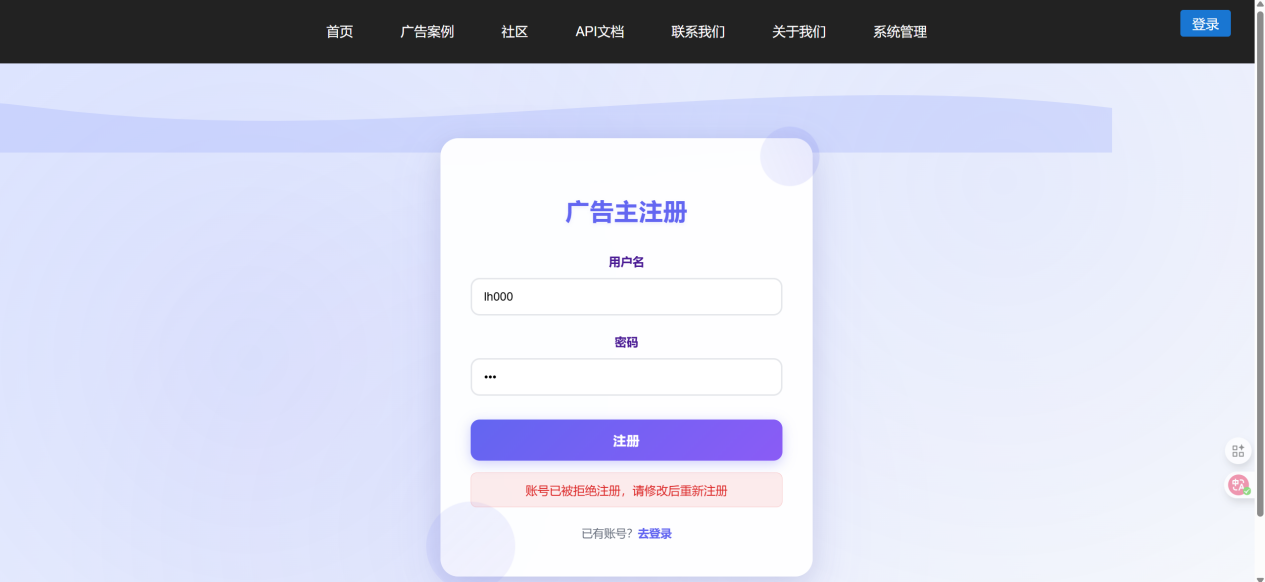 首页 广告案例 社区 API文档 联系我们 关于我们 系统管理 登录
广告主注册
用户名
lh000
密码
•••
注册
账号已被拒绝注册，请修改后重新注册
已有账号？去登录